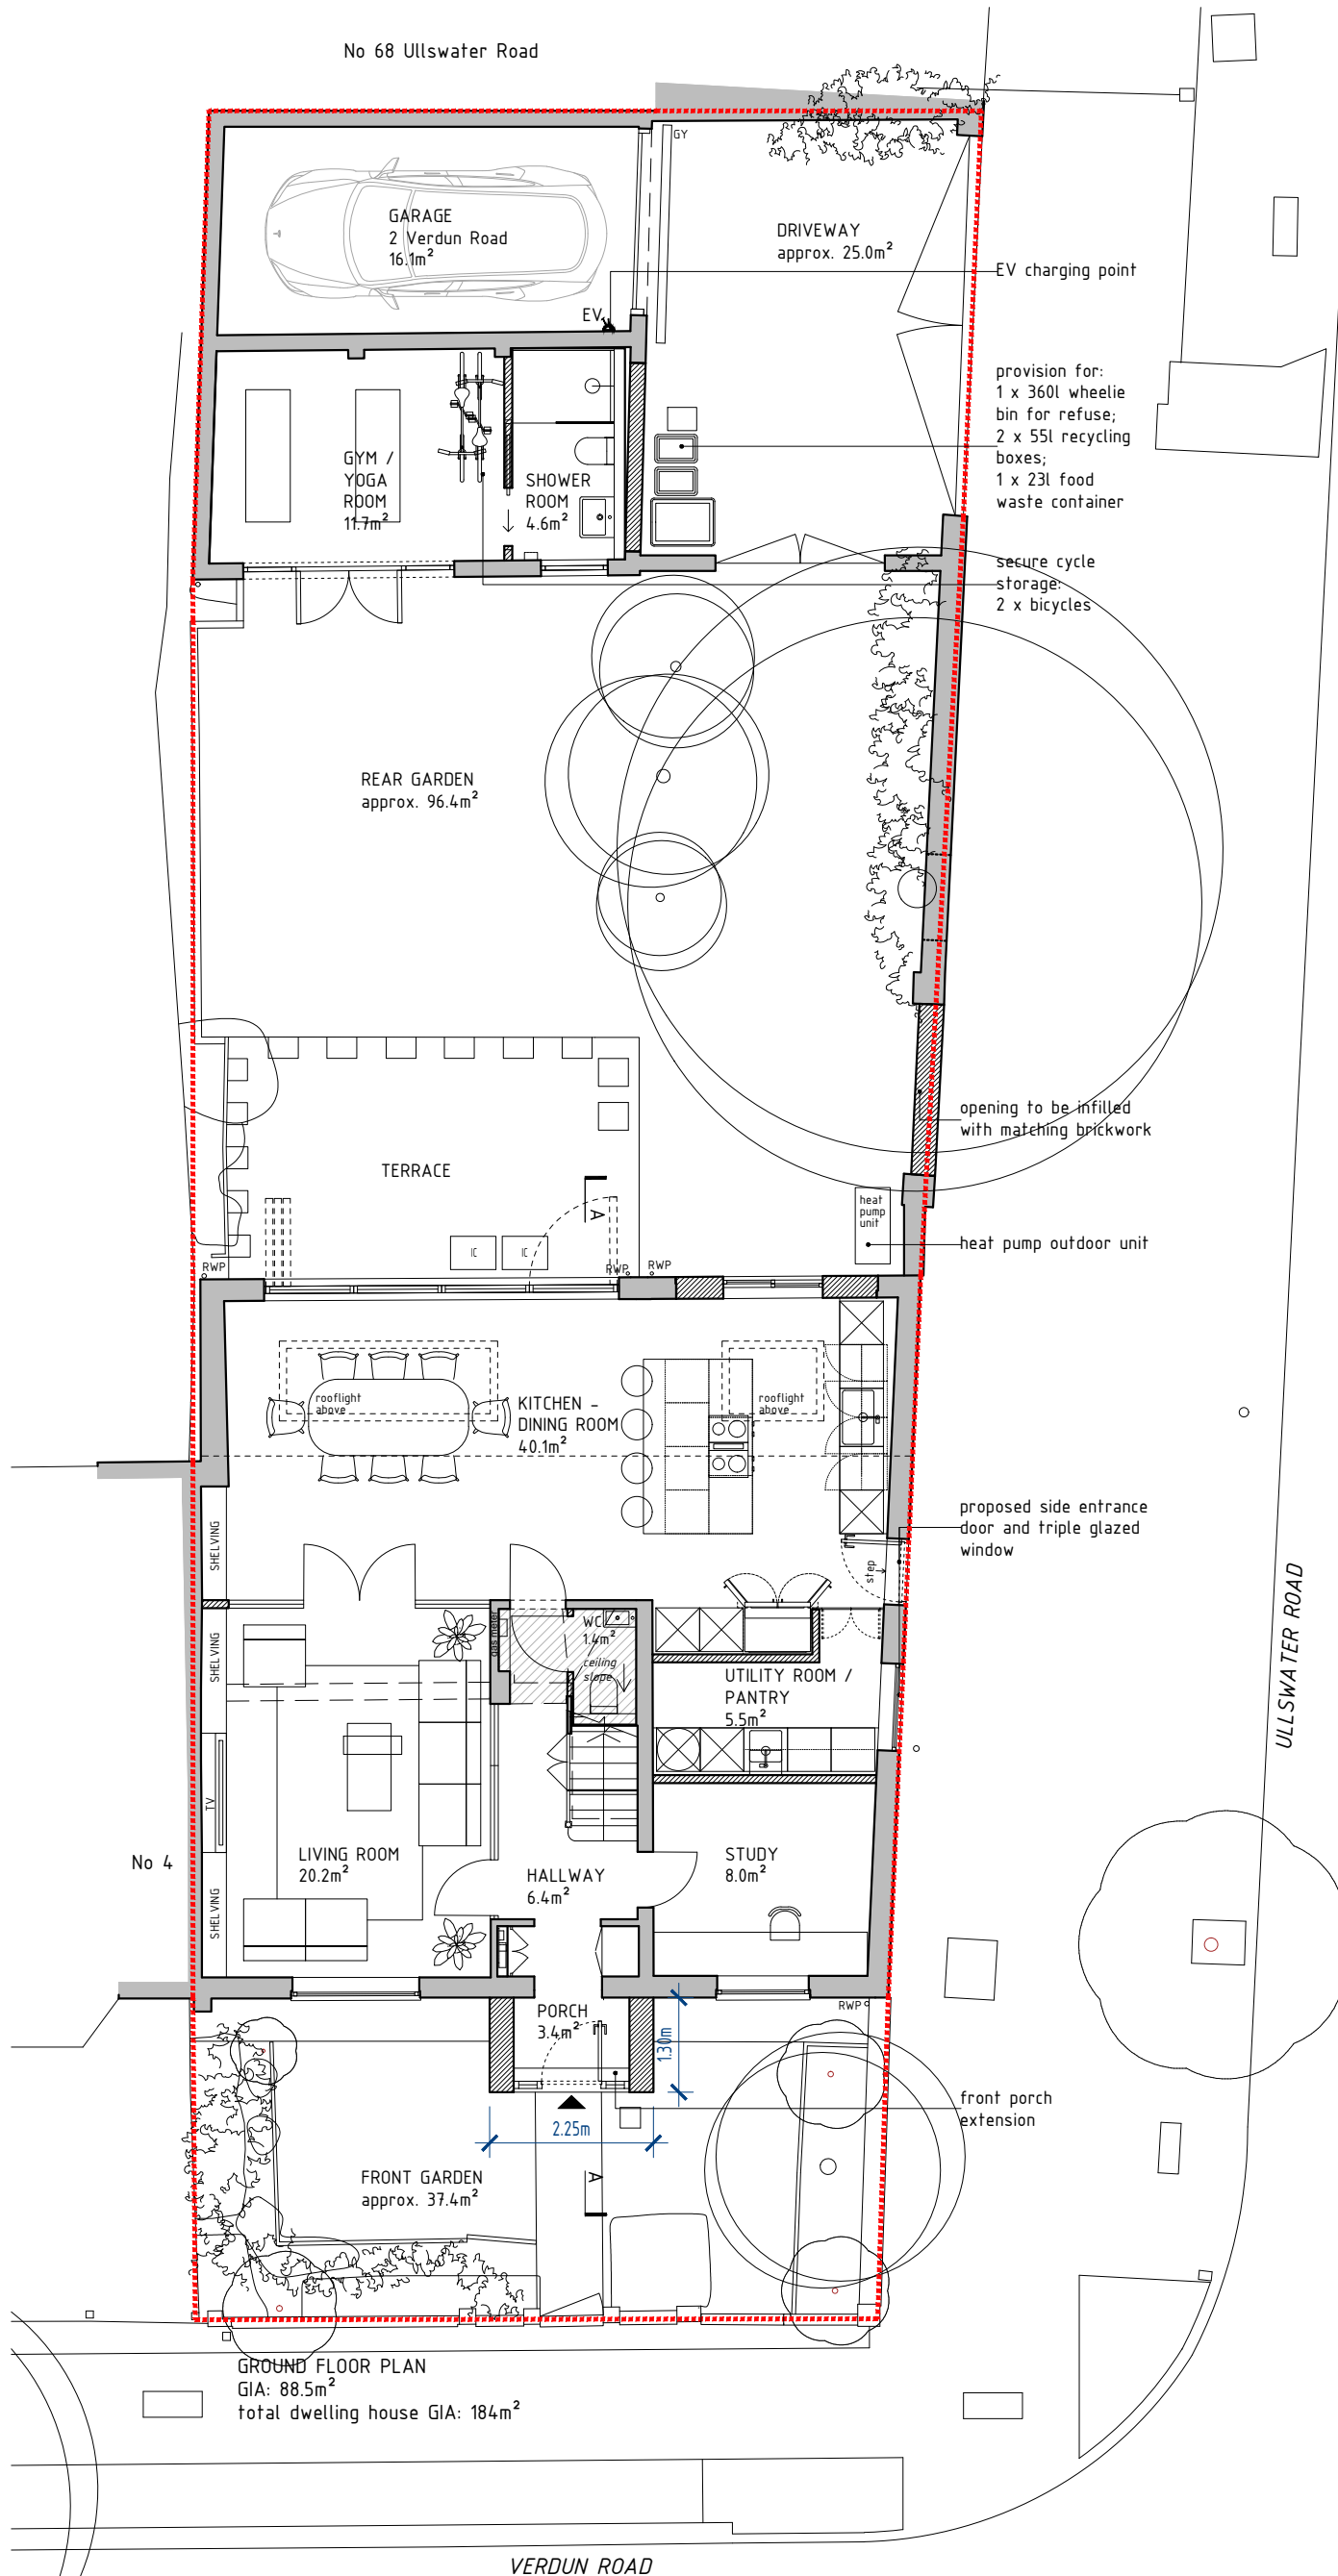 No 68 Ullswater Road
GY
GARAGE
2 Verdun Road
16.1m²
DRIVEWAY
approx. 25.0m²
EV charging point
EV
provision for:
1 x 360l wheelie
bin for refuse;
2 x 55l recycling
boxes;
1 x 23l food
waste container
GYM /
YOGA
ROOM
11.7m²
SHOWER
ROOM
4.6m²
secure cycle
storage:
2 x bicycles
REAR GARDEN
approx. 96.4m²
opening to be infilled
with matching brickwork
TERRACE
A
heat
pump
unit
heat pump outdoor unit
IC
IC
RWP
RWP
RWP
rooflight
above
KITCHEN -
DINING ROOM
40.1m²
rooflight
above
proposed side entrance
door and triple glazed
window
step
SHELVING
ULLSWATER ROAD
gas meter
WC
1.4m²
ceiling
slope
SHELVING
UTILITY ROOM /
PANTRY
5.5m²
TV
No 4
LIVING ROOM
20.2m²
HALLWAY
6.4m²
STUDY
8.0m²
SHELVING
PORCH
3.4m²
1.30m
RWP
front porch
extension
2.25m
FRONT GARDEN
approx. 37.4m²
A
GROUND FLOOR PLAN
GIA: 88.5m²
total dwelling house GIA: 184m²
VERDUN ROAD